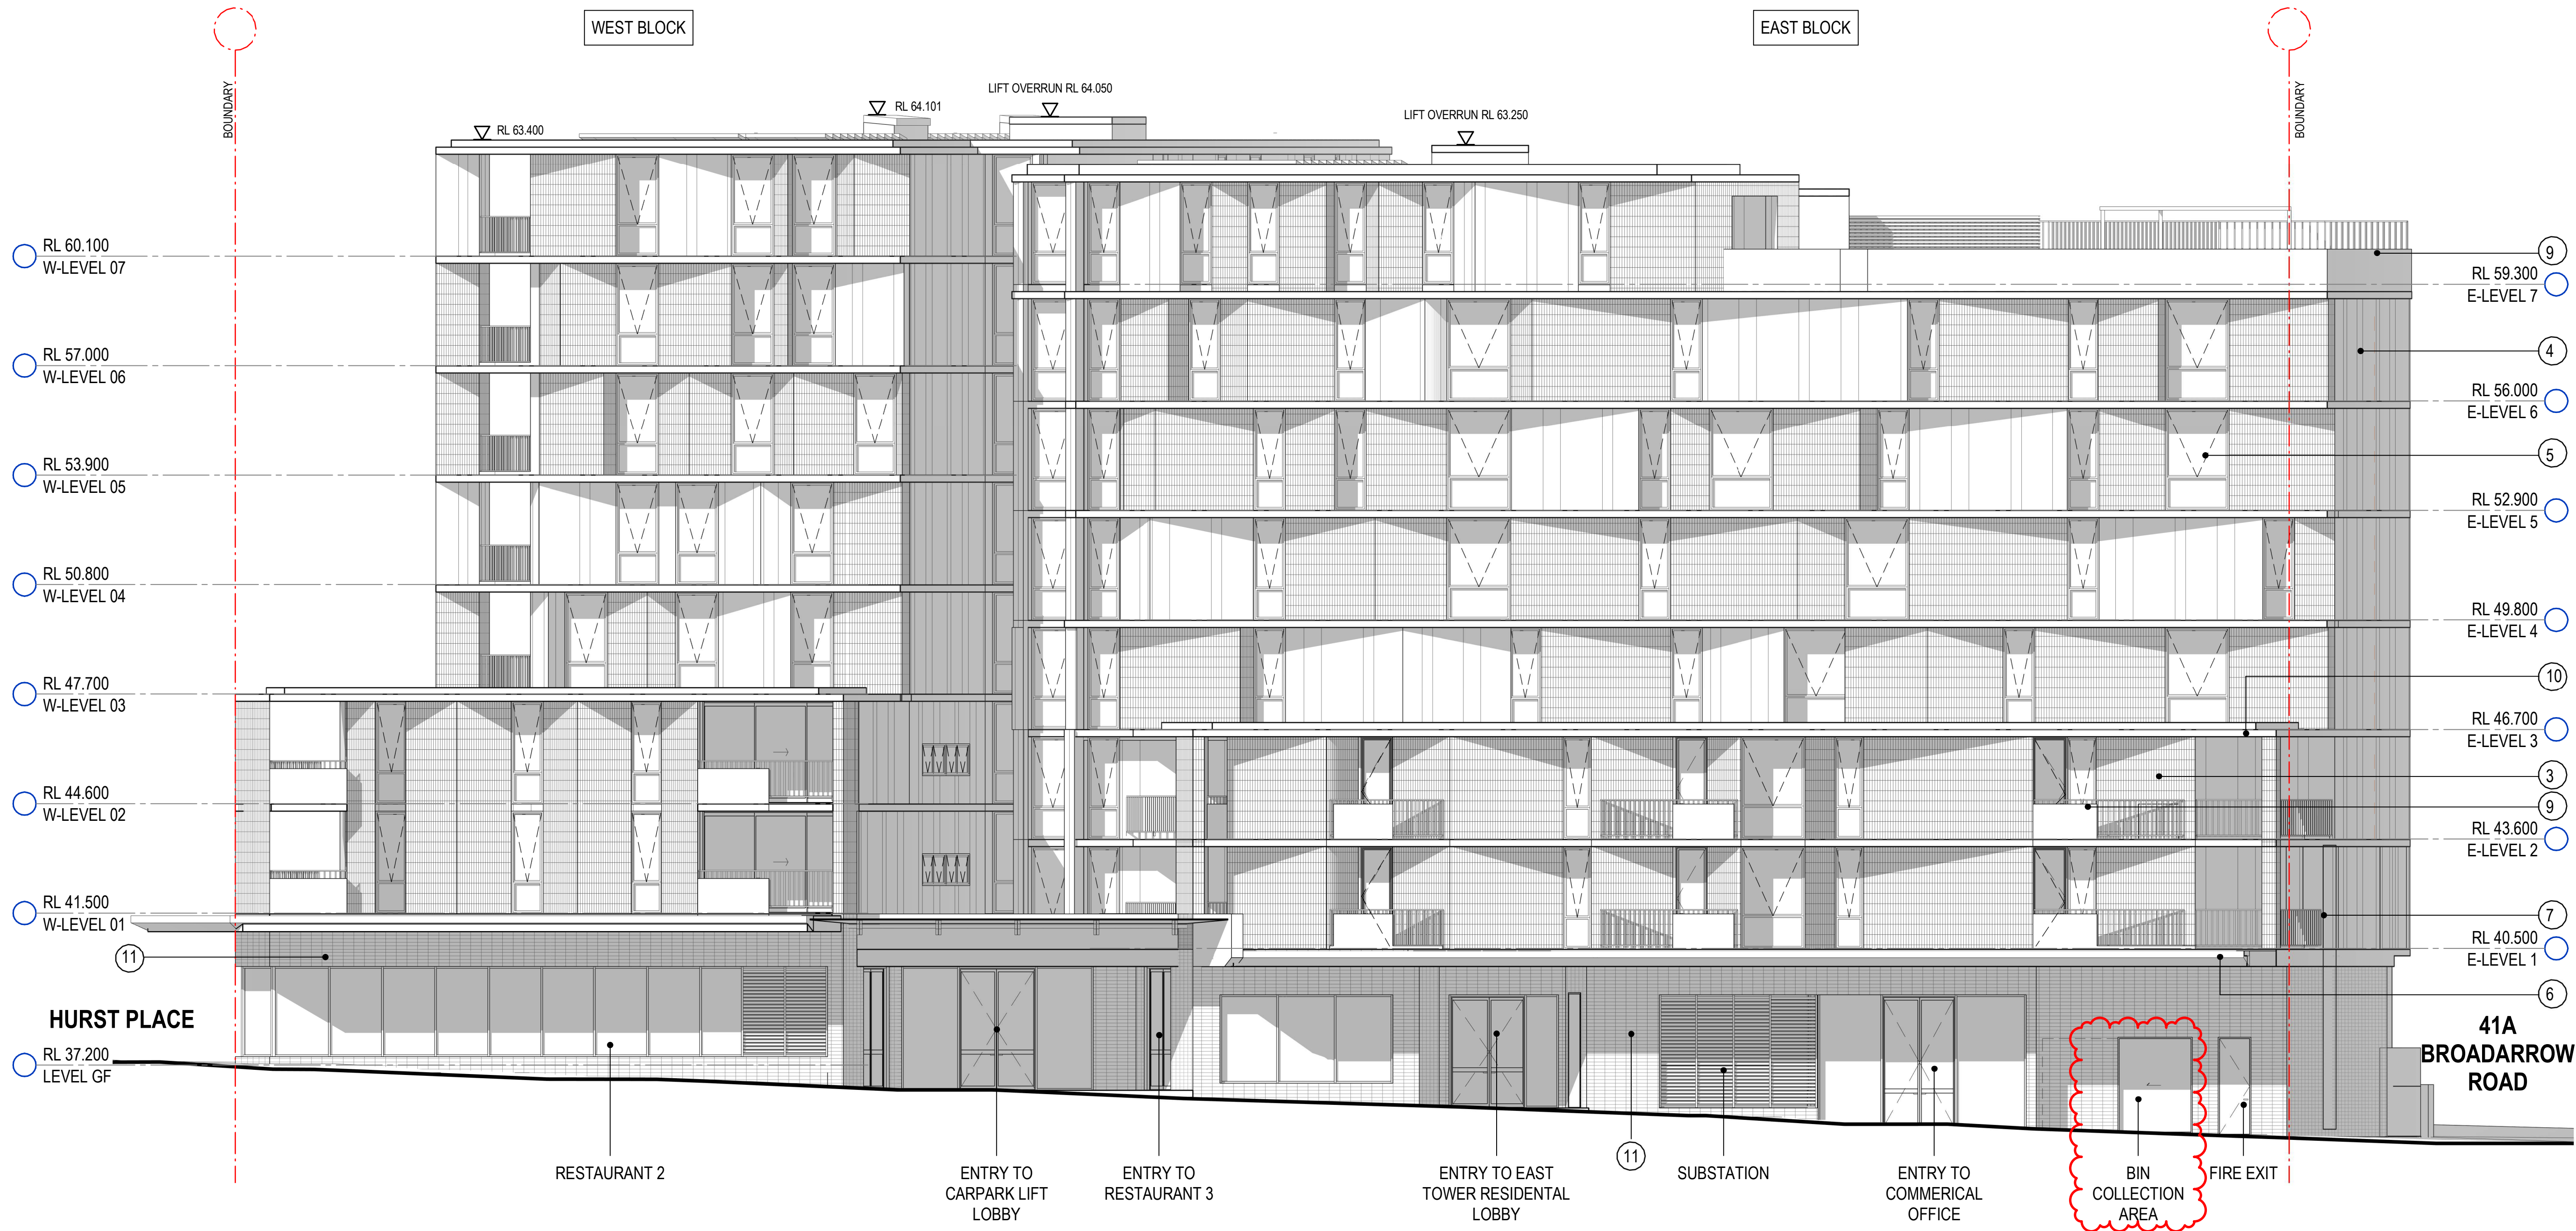 WEST BLOCK
EAST BLOCK
BOUNDARY
BOUNDARY
LIFT OVERRUN RL 64.050
RL 64.101
LIFT OVERRUN RL 63.250
RL 63.400
RL 60.100
W-LEVEL 07
RL 57.000
W-LEVEL 06
RL 53.900
W-LEVEL 05
RL 50.800
W-LEVEL 04
RL 47.700
W-LEVEL 03
RL 44.600
W-LEVEL 02
RL 41.500
W-LEVEL 01
11
HURST PLACE
RL 37.200
LEVEL GF
9
RL 59.300
E-LEVEL 7
4
RL 56.000
E-LEVEL 6
5
RL 52.900
E-LEVEL 5
RL 49.800
E-LEVEL 4
10
RL 46.700
E-LEVEL 3
3
9
RL 43.600
E-LEVEL 2
7
RL 40.500
E-LEVEL 1
6
41A
BROADARROW
ROAD
RESTAURANT 2
ENTRY TO
CARPARK LIFT
LOBBY
ENTRY TO
RESTAURANT 3
ENTRY TO EAST
TOWER RESIDENTAL
LOBBY
11
SUBSTATION
ENTRY TO
COMMERICAL
OFFICE
BIN
COLLECTION
AREA
FIRE EXIT